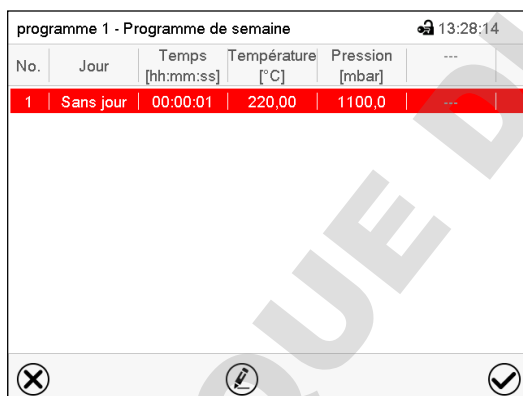 programme 1 - Programme de semaine 13:28:14
No. Jour Temps [hh:mm:ss] Température [°C] Pression [mbar] ---
1 Sans jour 00:00:01 220,00 1100,0 ---
QUE D